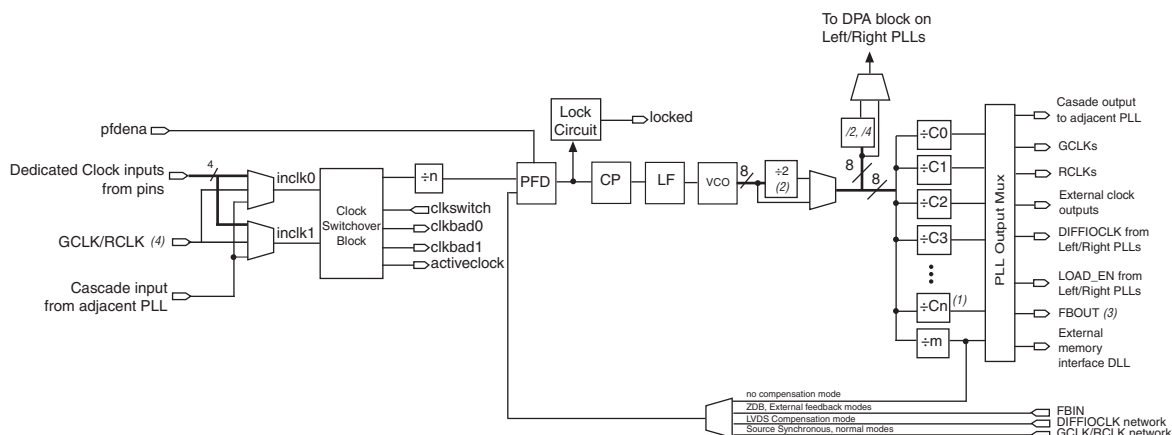 To DPA block on
Left/Right PLLs
pfdena
Lock
Circuit
locked
/2, /4
÷C0
Casade output
to adjacent PLL
Dedicated Clock inputs
from pins
4
inclk0
÷n
PFD
CP
LF
VCO
8
÷2
(2)
8
8
÷C1
GCLKs
RCLKs
Clock
Switchover
Block
clkswitch
clkbad0
clkbad1
activeclock
÷C2
External clock
outputs
GCLK/RCLK (4)
inclk1
÷C3
DIFFIOCLK from
Left/Right PLLs
PLL Output Mux
Cascade input
from adjacent PLL
LOAD_EN from
Left/Right PLLs
÷Cn
(1)
FBOUT (3)
÷m
External
memory
interface DLL
no compensation mode
ZDB, External feedback modes
FBIN
LVDS Compensation mode
DIFFIOCLK network
Source Synchronous, normal modes
GCLK/RCLK network